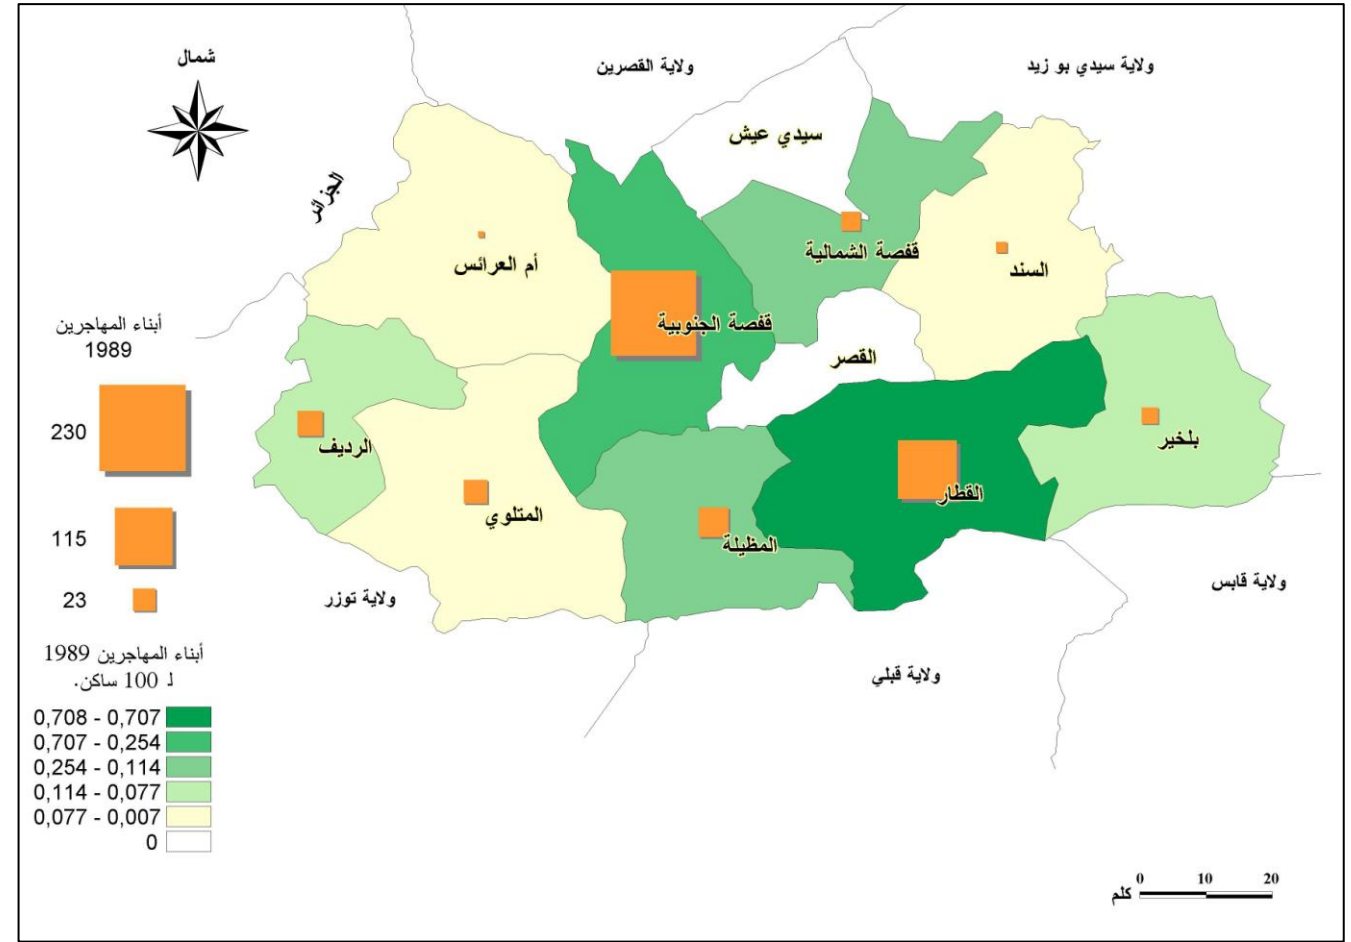 شمال
ولاية القصرين
ولاية سيدي بو زيد
سيدي عيش
الجزائر
قفصة الشمالية
أم العرائس
السند
قفصة الجنوبية
القصر
الرديف
بلخير
القطار
المتلوي
المظيلة
ولاية توزر
ولاية قابس
ولاية قبلي
أبناء المهاجرين
1989
230
115
23
أبناء المهاجرين 1989
لـ 100 ساكن.
0,708 - 0,707
0,707 - 0,254
0,254 - 0,114
0,114 - 0,077
0,077 - 0,007
0
0 10 20
كلم